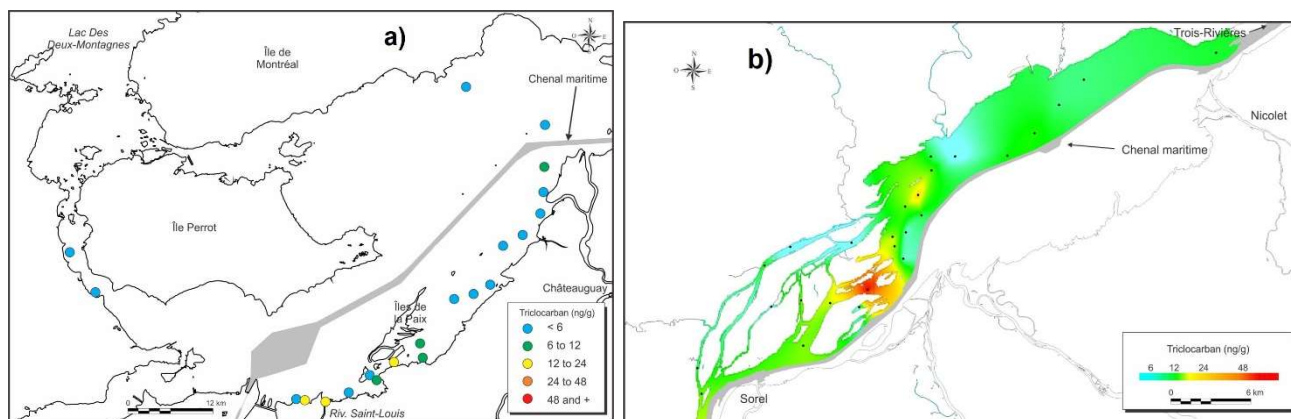 a)
Lac Des
Deux-Montagnes
Île de
Montréal
N
O E
S
Chenal maritime
Île Perrot
Châteauguay
Îles de
la Paix
Triclocarban (ng/g)
< 6
6 to 12
12 to 24
24 to 48
48 and +
0 12 km
Riv. Saint-Louis
b)
N
O E
S
Trois-Rivières
Nicolet
Chenal maritime
Sorel
Triclocarban (ng/g)
6 12 24 48
0 6 km